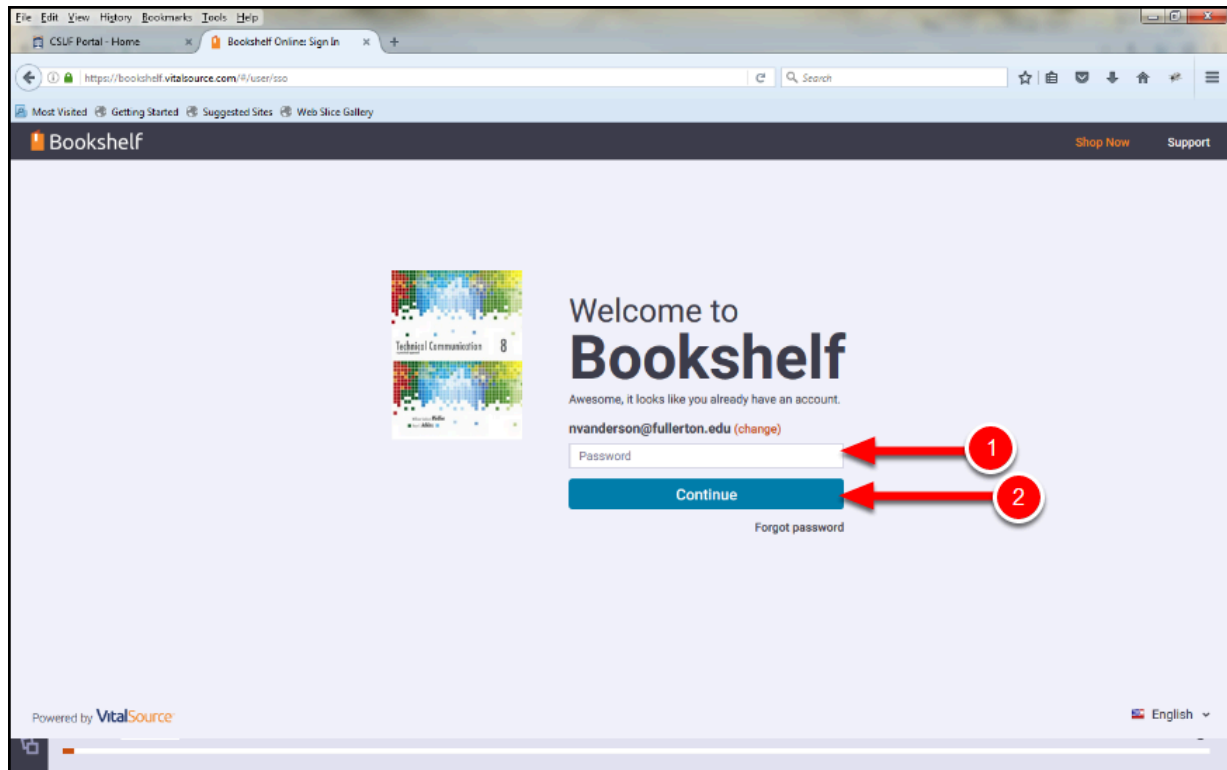 File Edit View History Bookmarks Tools Help
CSUF Portal - Home × Bookshelf Online: Sign In × +
https://bookshelf.vitalsource.com/#/user/sso Search
Most Visited Getting Started Suggested Sites Web Slice Gallery
Bookshelf Shop Now Support
Technical Communication 8
Welcome to
Bookshelf
Awesome, it looks like you already have an account.
nvanderson@fullerton.edu (change)
Password 1
Continue 2
Forgot password
Powered by VitalSource English